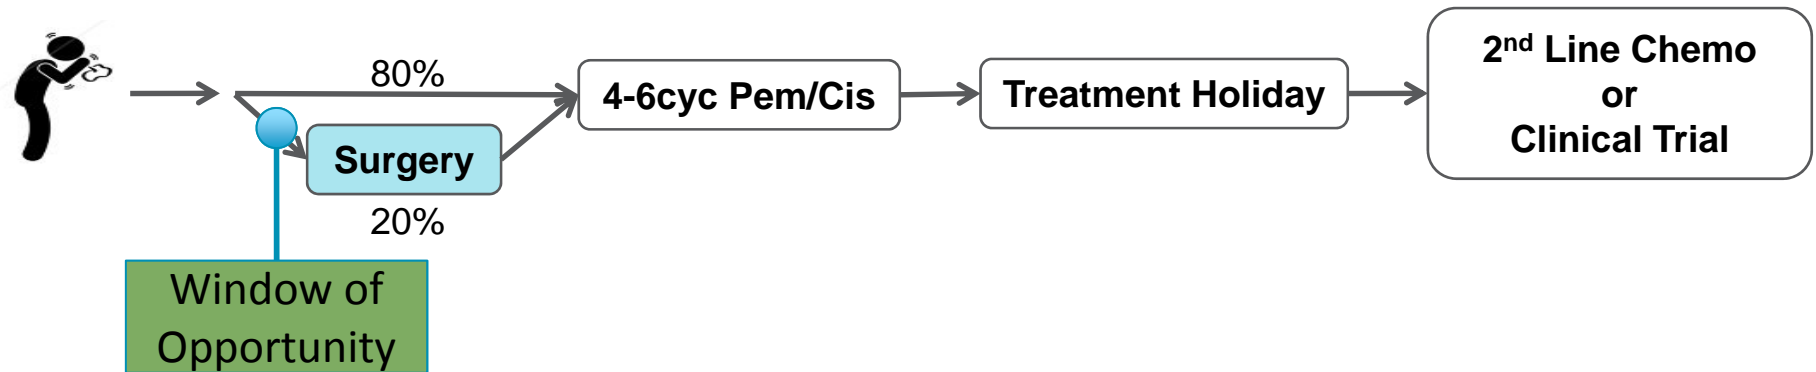 80%
Surgery
20%
Window of
Opportunity
4-6cyc Pem/Cis
Treatment Holiday
2nd Line Chemo
or
Clinical Trial